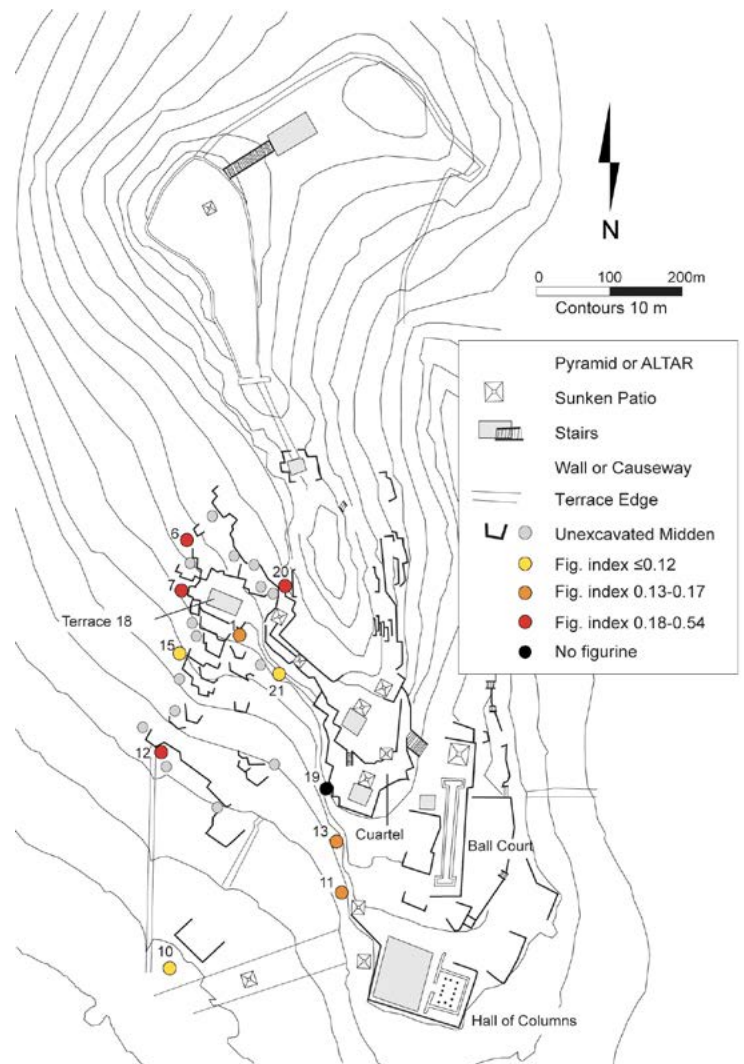 N
0 100 200m
Contours 10 m
Pyramid or ALTAR
Sunken Patio
Stairs
Wall or Causeway
Terrace Edge
Unexcavated Midden
Fig. index ≤0.12
Fig. index 0.13-0.17
Fig. index 0.18-0.54
No figurine
6
7
20
Terrace 18
1
15
21
12
19
13
Cuartel
Ball Court
11
10
Hall of Columns